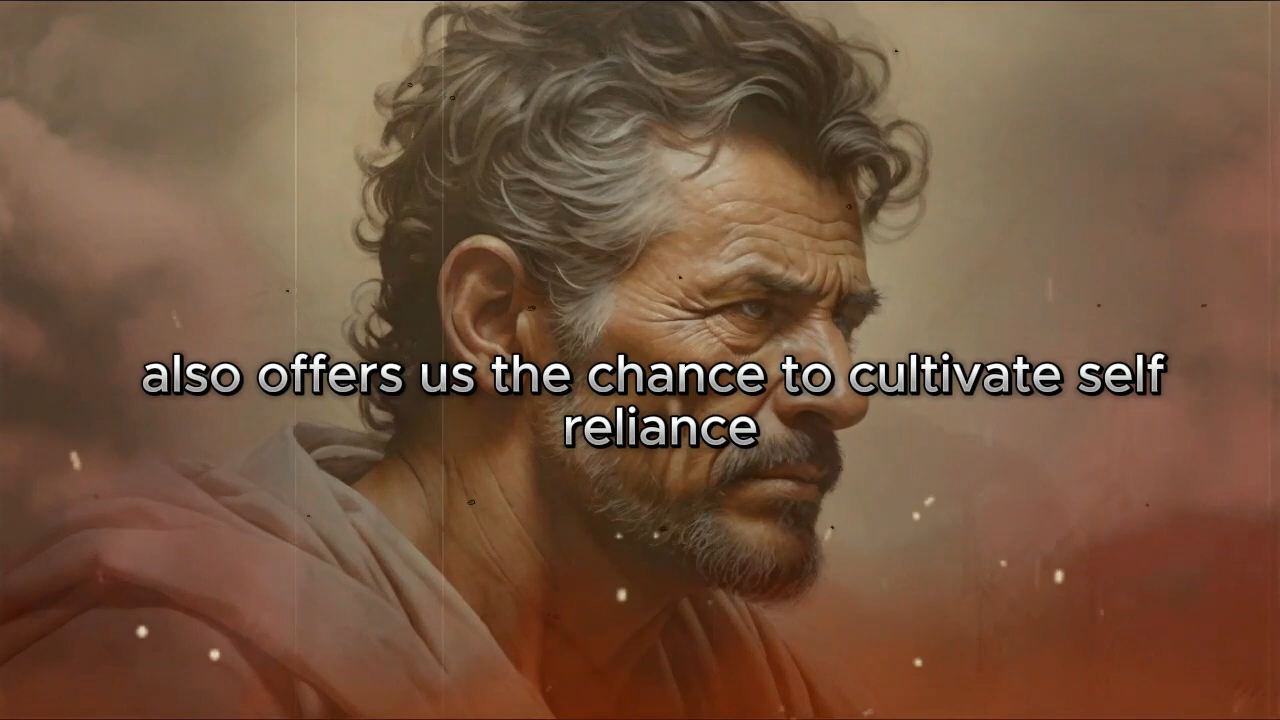 also offers us the chance to cultivate self
reliance